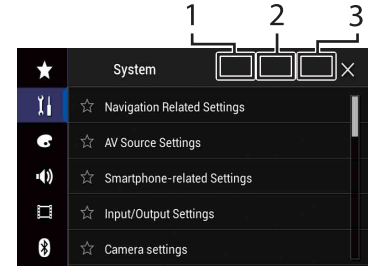 1 2 3
System
Navigation Related Settings
AV Source Settings
Smartphone-related Settings
Input/Output Settings
Camera settings